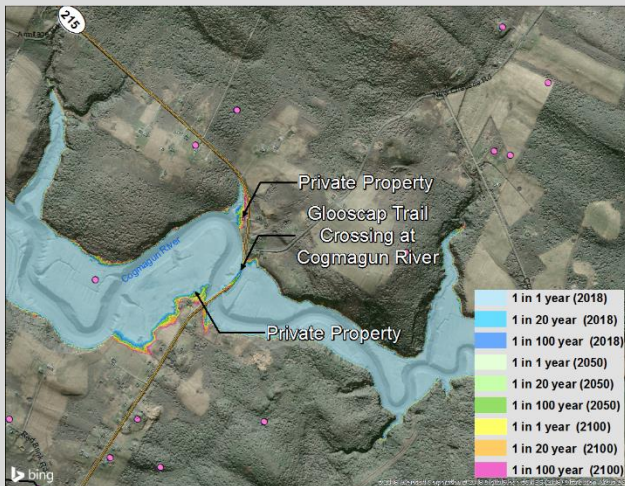 215
Private Property
Glooscap Trail
Crossing at
Cogmagun River
Cogmagun River
Private Property
1 in 1 year (2018)
1 in 20 year (2018)
1 in 100 year (2018)
1 in 1 year (2050)
1 in 20 year (2050)
1 in 100 year (2050)
1 in 1 year (2100)
1 in 20 year (2100)
1 in 100 year (2100)
bing